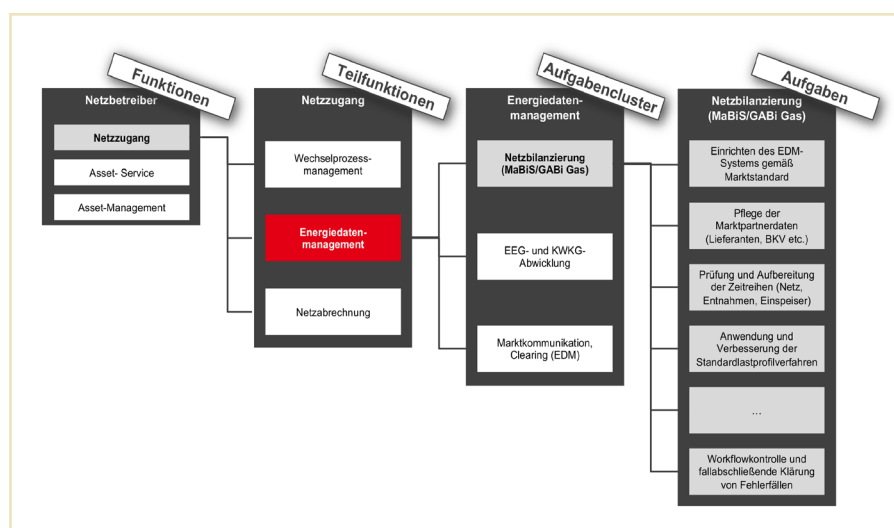 Funktionen
Netzbetreiber
Netzzugang
Asset- Service
Asset-Management
Teilfunktionen
Netzzugang
Wechselprozess-
management
Energiedaten-
management
Netzabrechnung
Aufgabencluster
Energiedaten-
management
Netzbilanzierung
(MaBiS/GABi Gas)
EEG- und KWKG-
Abwicklung
Marktkommunikation,
Clearing (EDM)
Aufgaben
Netzbilanzierung
(MaBiS/GABi Gas)
Einrichten des EDM-
Systems gemäß
Marktstandard
Pflege der
Marktpartnerdaten
(Lieferanten, BKV etc.)
Prüfung und Aufbereitung
der Zeitreihen (Netz,
Entnahmen, Einspeiser)
Anwendung und
Verbesserung der
Standardlastprofilverfahren
...
Workflowkontrolle und
fallabschließende Klärung
von Fehlerfällen